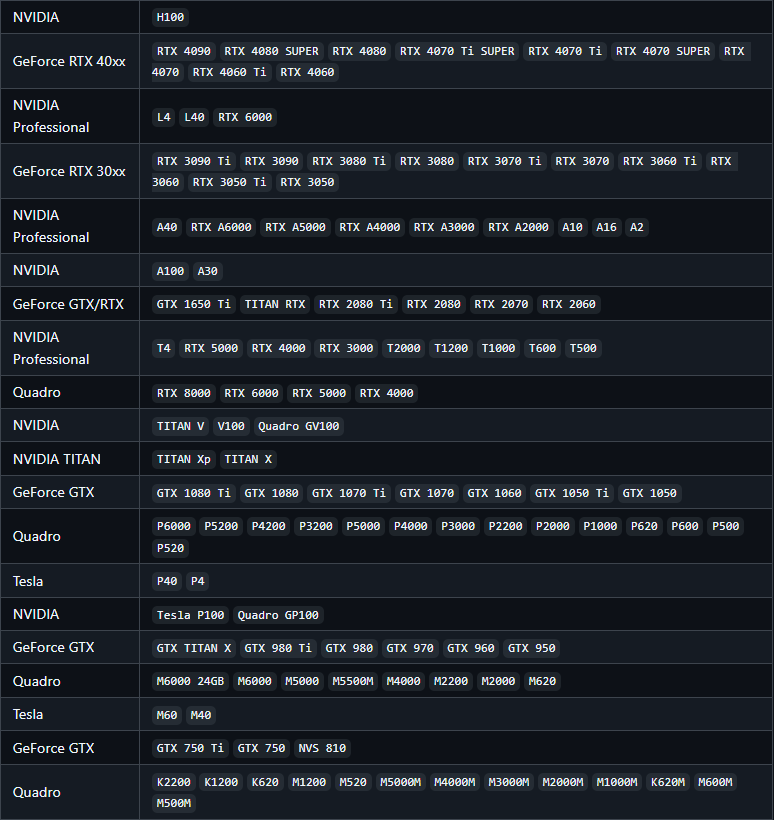 NVIDIA H100
GeForce RTX 40xx RTX 4090 RTX 4080 SUPER RTX 4080 RTX 4070 Ti SUPER RTX 4070 Ti RTX 4070 SUPER RTX
4070 RTX 4060 Ti RTX 4060
NVIDIA
Professional L4 L40 RTX 6000
GeForce RTX 30xx RTX 3090 Ti RTX 3090 RTX 3080 Ti RTX 3080 RTX 3070 Ti RTX 3070 RTX 3060 Ti RTX
3060 RTX 3050 Ti RTX 3050
NVIDIA
Professional A40 RTX A6000 RTX A5000 RTX A4000 RTX A3000 RTX A2000 A10 A16 A2
NVIDIA A100 A30
GeForce GTX/RTX GTX 1650 Ti TITAN RTX RTX 2080 Ti RTX 2080 RTX 2070 RTX 2060
NVIDIA
Professional T4 RTX 5000 RTX 4000 RTX 3000 T2000 T1200 T1000 T600 T500
Quadro RTX 8000 RTX 6000 RTX 5000 RTX 4000
NVIDIA TITAN V V100 Quadro GV100
NVIDIA TITAN TITAN Xp TITAN X
GeForce GTX GTX 1080 Ti GTX 1080 GTX 1070 Ti GTX 1070 GTX 1060 GTX 1050 Ti GTX 1050
Quadro P6000 P5200 P4200 P3200 P5000 P4000 P3000 P2200 P2000 P1000 P620 P600 P500
P520
Tesla P40 P4
NVIDIA Tesla P100 Quadro GP100
GeForce GTX GTX TITAN X GTX 980 Ti GTX 980 GTX 970 GTX 960 GTX 950
Quadro M6000 24GB M6000 M5000 M5500M M4000 M2200 M2000 M620
Tesla M60 M40
GeForce GTX GTX 750 Ti GTX 750 NVS 810
Quadro K2200 K1200 K620 M1200 M520 M5000M M4000M M3000M M2000M M1000M K620M M600M
M500M